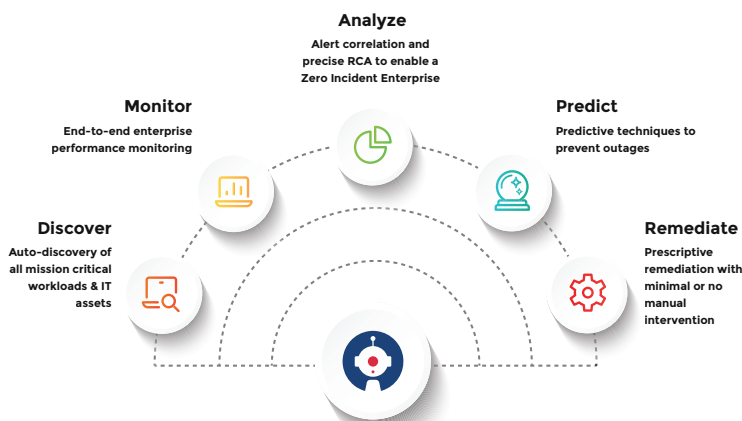 Analyze
Alert correlation and
precise RCA to enable a
Zero Incident Enterprise
Monitor
End-to-end enterprise
performance monitoring
Predict
Predictive techniques to
prevent outages
Discover
Auto-discovery of
all mission critical
workloads & IT
assets
Remediate
Prescriptive
remediation with
minimal or no
manual
intervention